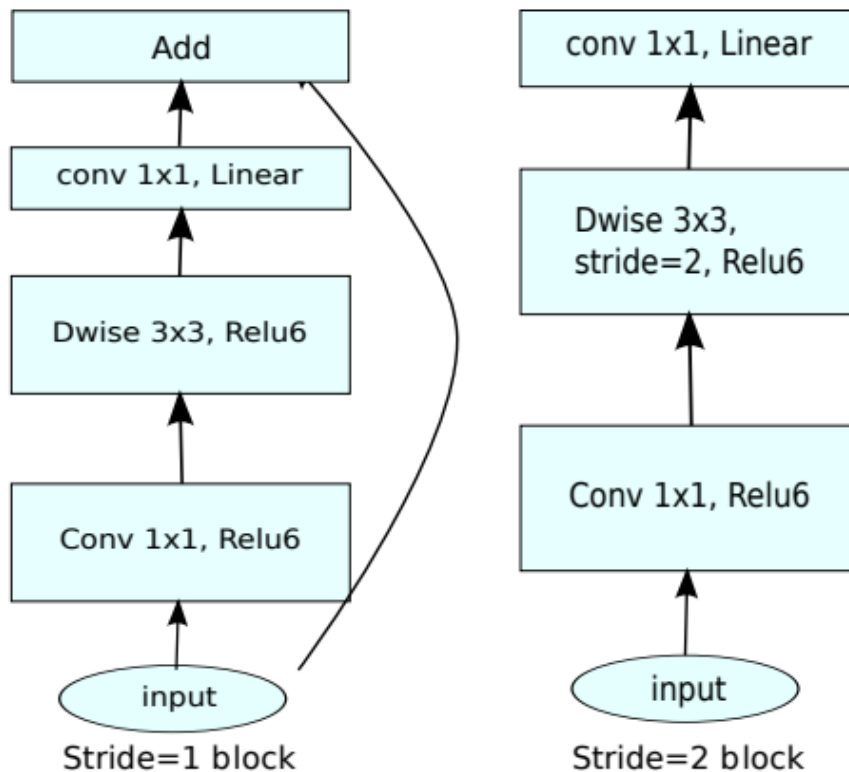 Add
conv 1x1, Linear
Dwise 3x3, Relu6
Conv 1x1, Relu6
input
Stride=1 block
conv 1x1, Linear
Dwise 3x3,
stride=2, Relu6
Conv 1x1, Relu6
input
Stride=2 block